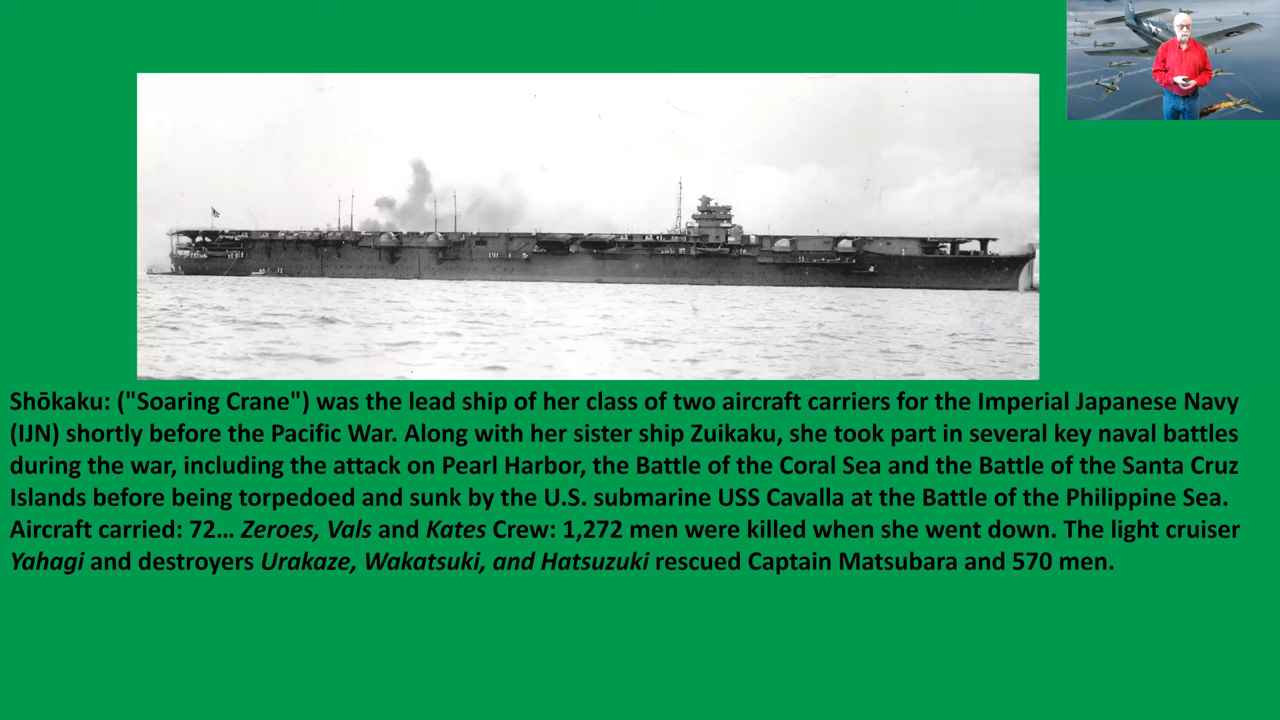 Shōkaku: ("Soaring Crane") was the lead ship of her class of two aircraft carriers for the Imperial Japanese Navy
(IJN) shortly before the Pacific War. Along with her sister ship Zuikaku, she took part in several key naval battles
during the war, including the attack on Pearl Harbor, the Battle of the Coral Sea and the Battle of the Santa Cruz
Islands before being torpedoed and sunk by the U.S. submarine USS Cavalla at the Battle of the Philippine Sea.
Aircraft carried: 72... Zeroes, Vals and Kates Crew: 1,272 men were killed when she went down. The light cruiser
Yahagi and destroyers Urakaze, Wakatsuki, and Hatsuzuki rescued Captain Matsubara and 570 men.